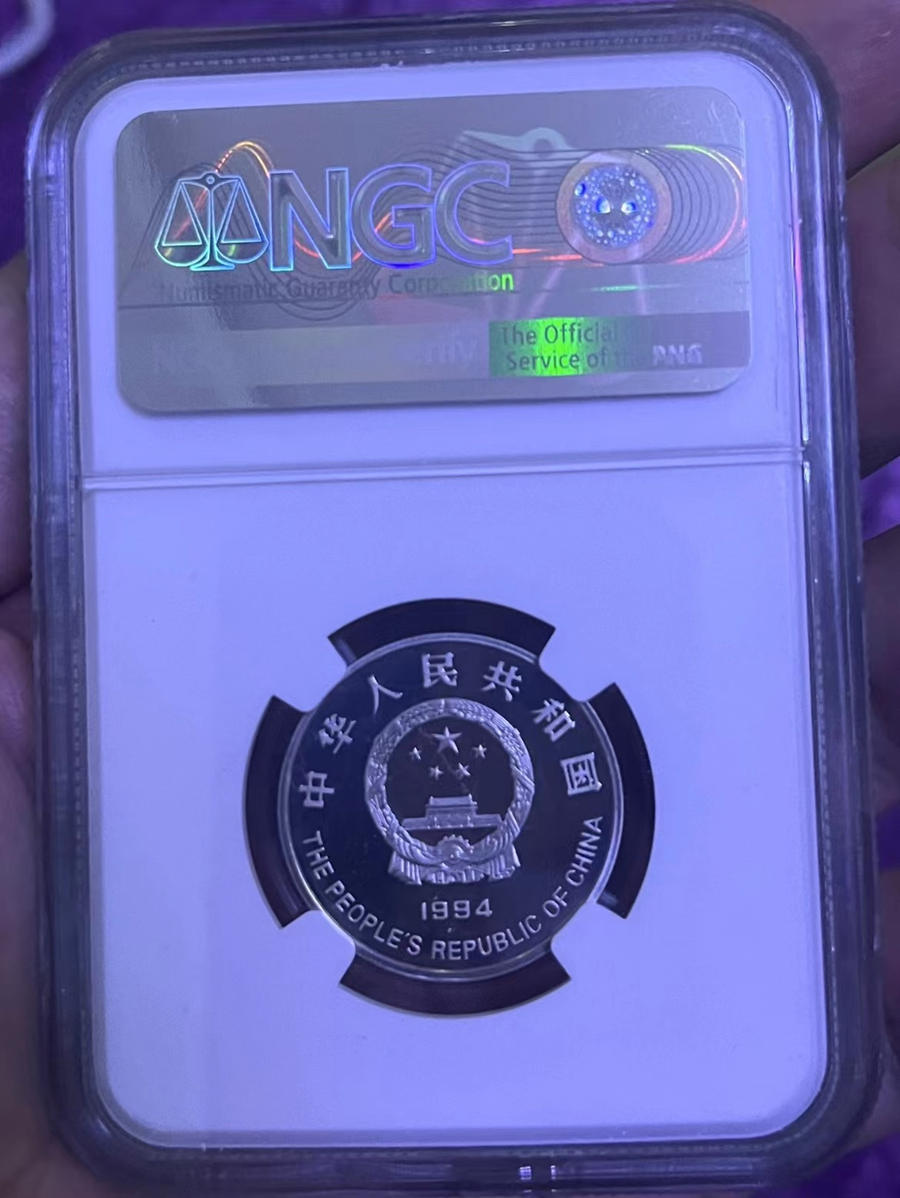 NGC
Numismatic Guaranty Corporation
The Official
Service of the PNG
中华人民共和国
1994
THE PEOPLE'S REPUBLIC OF CHINA